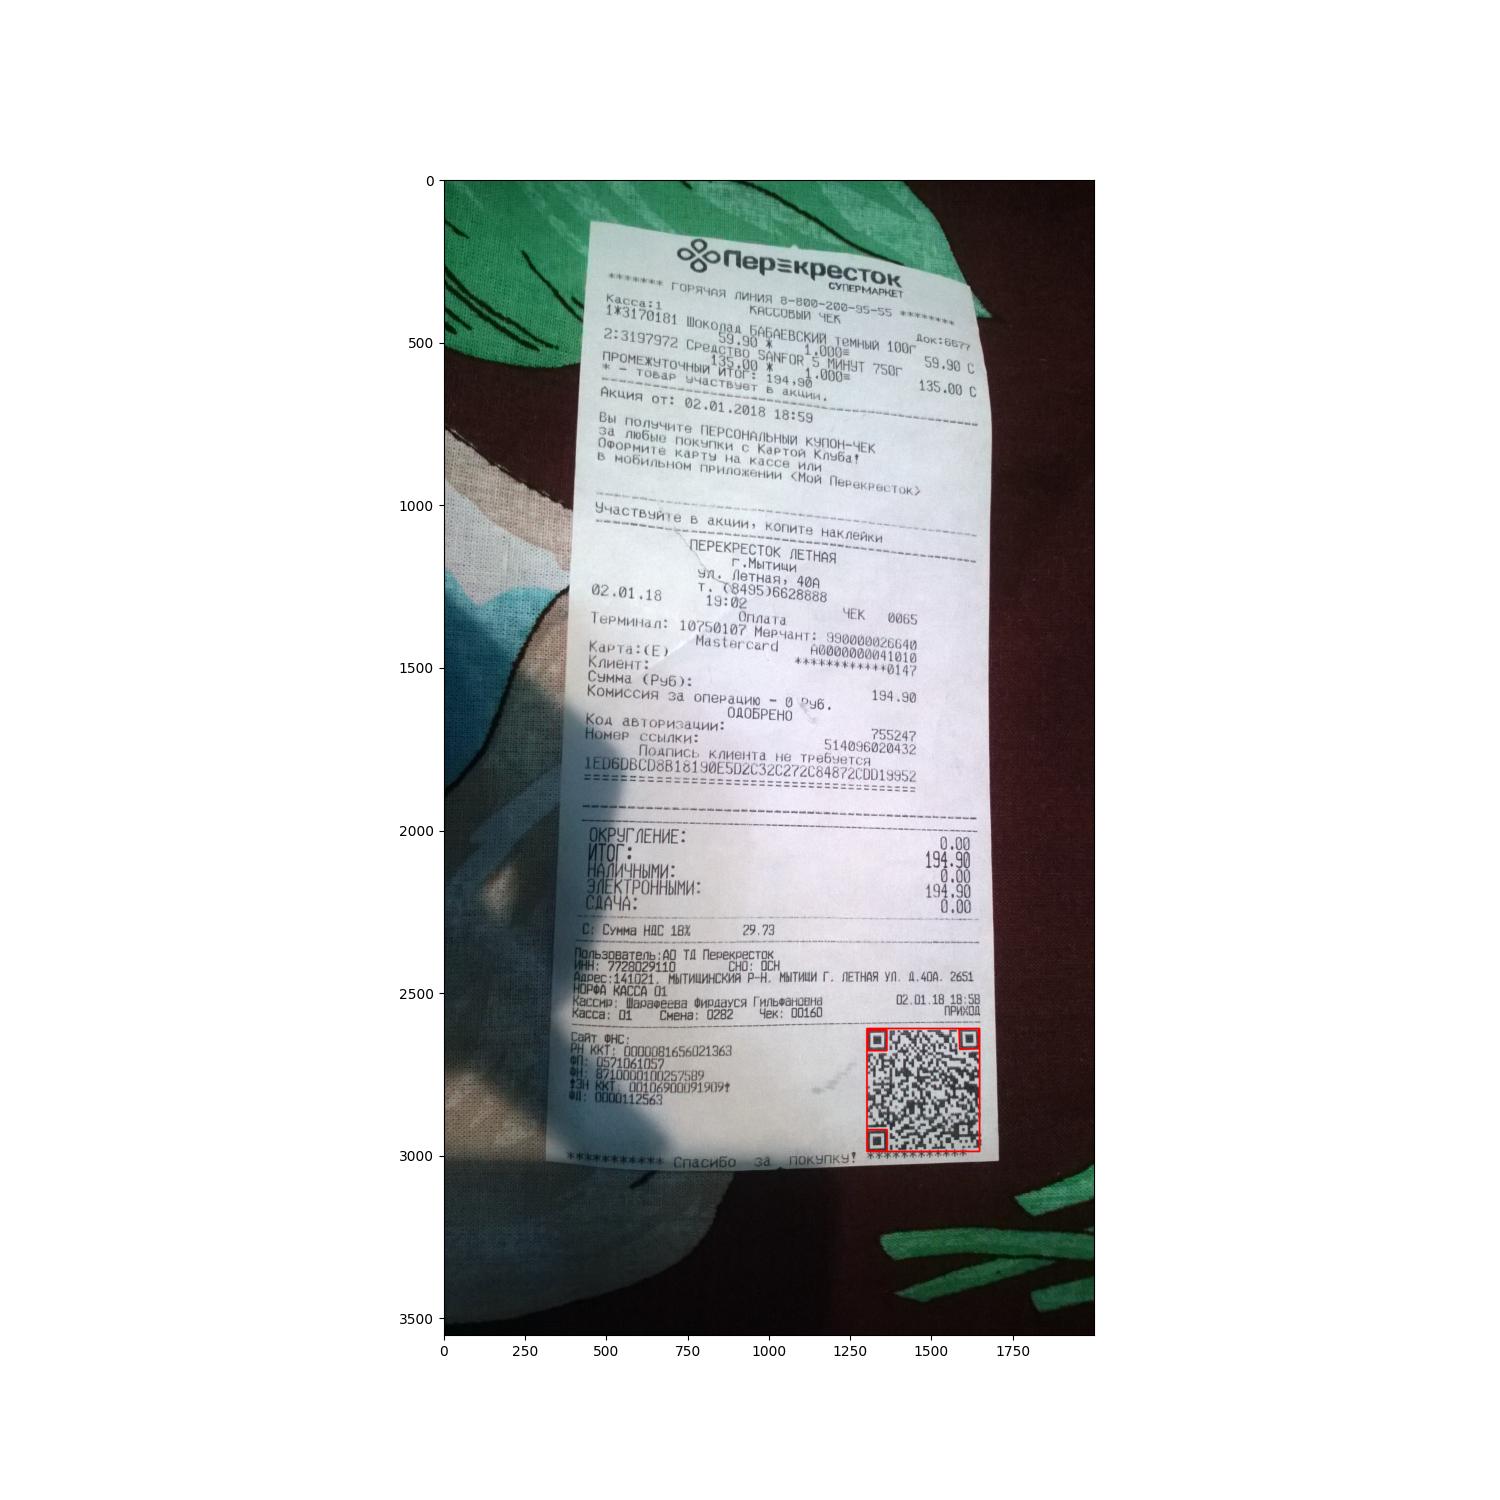 Перекресток
СУПЕРМАРКЕТ
******* ГОРЯЧАЯ ЛИНИЯ 8-800-200-95-55 ********
КАССОВЫЙ ЧЕК
Касса:1 Док:6677
1*3170181 Шоколад БАБАЕВСКИЙ темный 100г
59.90 * 1.000= 59.90 С
2:3197972 Средство SANFOR 5 МИНУТ 750г
135.00 * 1.000= 135.00 С
ПРОМЕЖУТОЧНЫЙ ИТОГ: 194.90
* - товар участвует в акции.
Акция от: 02.01.2018 18:59
Вы получите ПЕРСОНАЛЬНЫЙ КУПОН-ЧЕК
за любые покупки с Картой Клуба!
Оформите карту на кассе или
в мобильном приложении <Мой Перекресток>
Участвуйте в акции, копите наклейки
ПЕРЕКРЕСТОК ЛЕТНАЯ
г.Мытищи
ул. Летная, 40А
т. (8495)6628888
02.01.18 19:02 ЧЕК 0065
Оплата
Терминал: 10750107 Мерчант: 990000026640
Mastercard A0000000041010
Карта:(E) ************0147
Клиент:
Сумма (Руб): 194.90
Комиссия за операцию - 0 Руб.
ОДОБРЕНО
Код авторизации: 755247
Номер ссылки: 514096020432
Подпись клиента не требуется
1ED6DBCD8B18190E5D2C32C272C84872CDD19952
ОКРУГЛЕНИЕ: 0.00
ИТОГ: 194.90
НАЛИЧНЫМИ: 0.00
ЭЛЕКТРОННЫМИ: 194.90
СДАЧА: 0.00
С: Сумма НДС 18% 29.73
Пользователь:АО ТД Перекресток
ИНН: 7728029110 СНО: ОСН
Адрес:141021, МЫТИЩИНСКИЙ Р-Н. МЫТИЩИ Г. ЛЕТНАЯ УЛ. Д.40А. 2651
НОРФА КАССА 01
Кассир: Шарафеева Фирдауся Гильфановна 02.01.18 18:58
Касса: 01 Смена: 0282 Чек: 00160 ПРИХОД
Сайт ФНС:
РН ККТ: 0000081656021363
ФП: 0571061057
ФН: 8710000100257589
!ЗН ККТ: 0010690009190​9!
ФД: 0000112563
*********** Спасибо за покупку! ***********
0
500
1000
1500
2000
2500
3000
3500
0 250 500 750 1000 1250 1500 1750